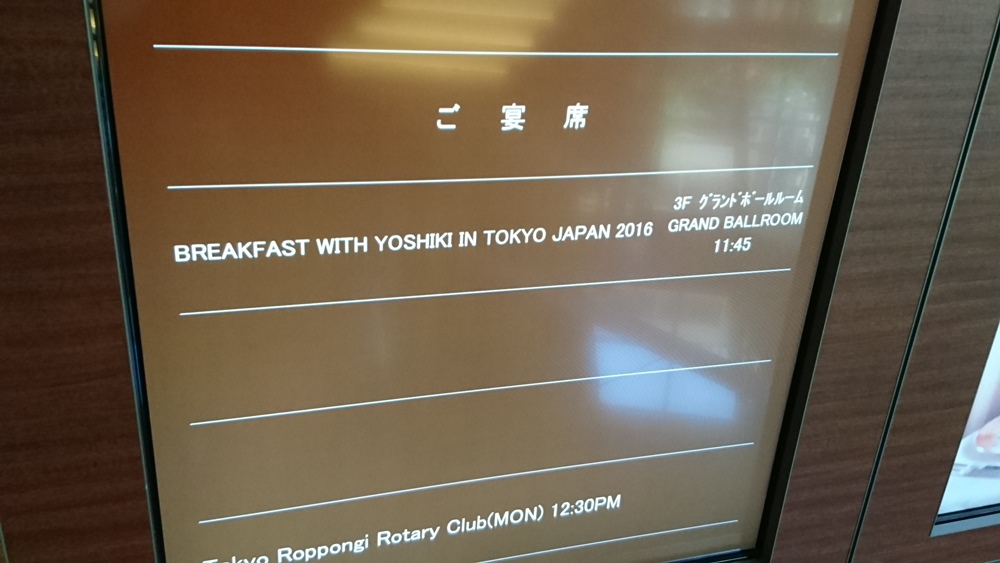 ご宴席
3F グランドボールルーム
BREAKFAST WITH YOSHIKI IN TOKYO JAPAN 2016 GRAND BALLROOM
11:45
Tokyo Roppongi Rotary Club(MON) 12:30PM